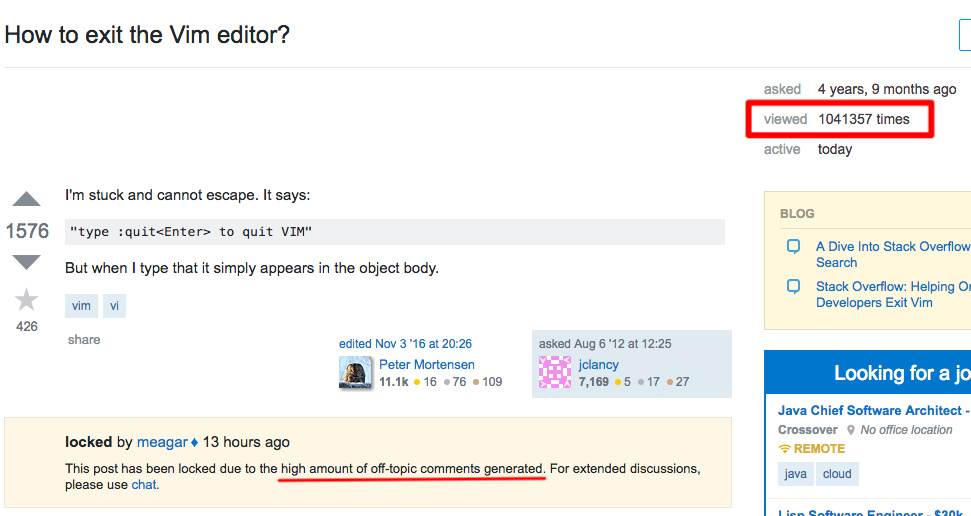 How to exit the Vim editor?
asked 4 years, 9 months ago
viewed 1041357 times
active today
I'm stuck and cannot escape. It says:
1576
"type :quit<Enter> to quit VIM"
But when I type that it simply appears in the object body.
426
vim vi
share
edited Nov 3 '16 at 20:26
Peter Mortensen
11.1k 16 76 109
asked Aug 6 '12 at 12:25
jclancy
7,169 5 17 27
locked by meagar ♦ 13 hours ago
This post has been locked due to the high amount of off-topic comments generated. For extended discussions,
please use chat.
BLOG
A Dive Into Stack Overflow
Search
Stack Overflow: Helping
Developers Exit Vim
Looking for a
Java Chief Software Architect -
Crossover No office location
REMOTE
java cloud
Lisp Software Engineer - $30k